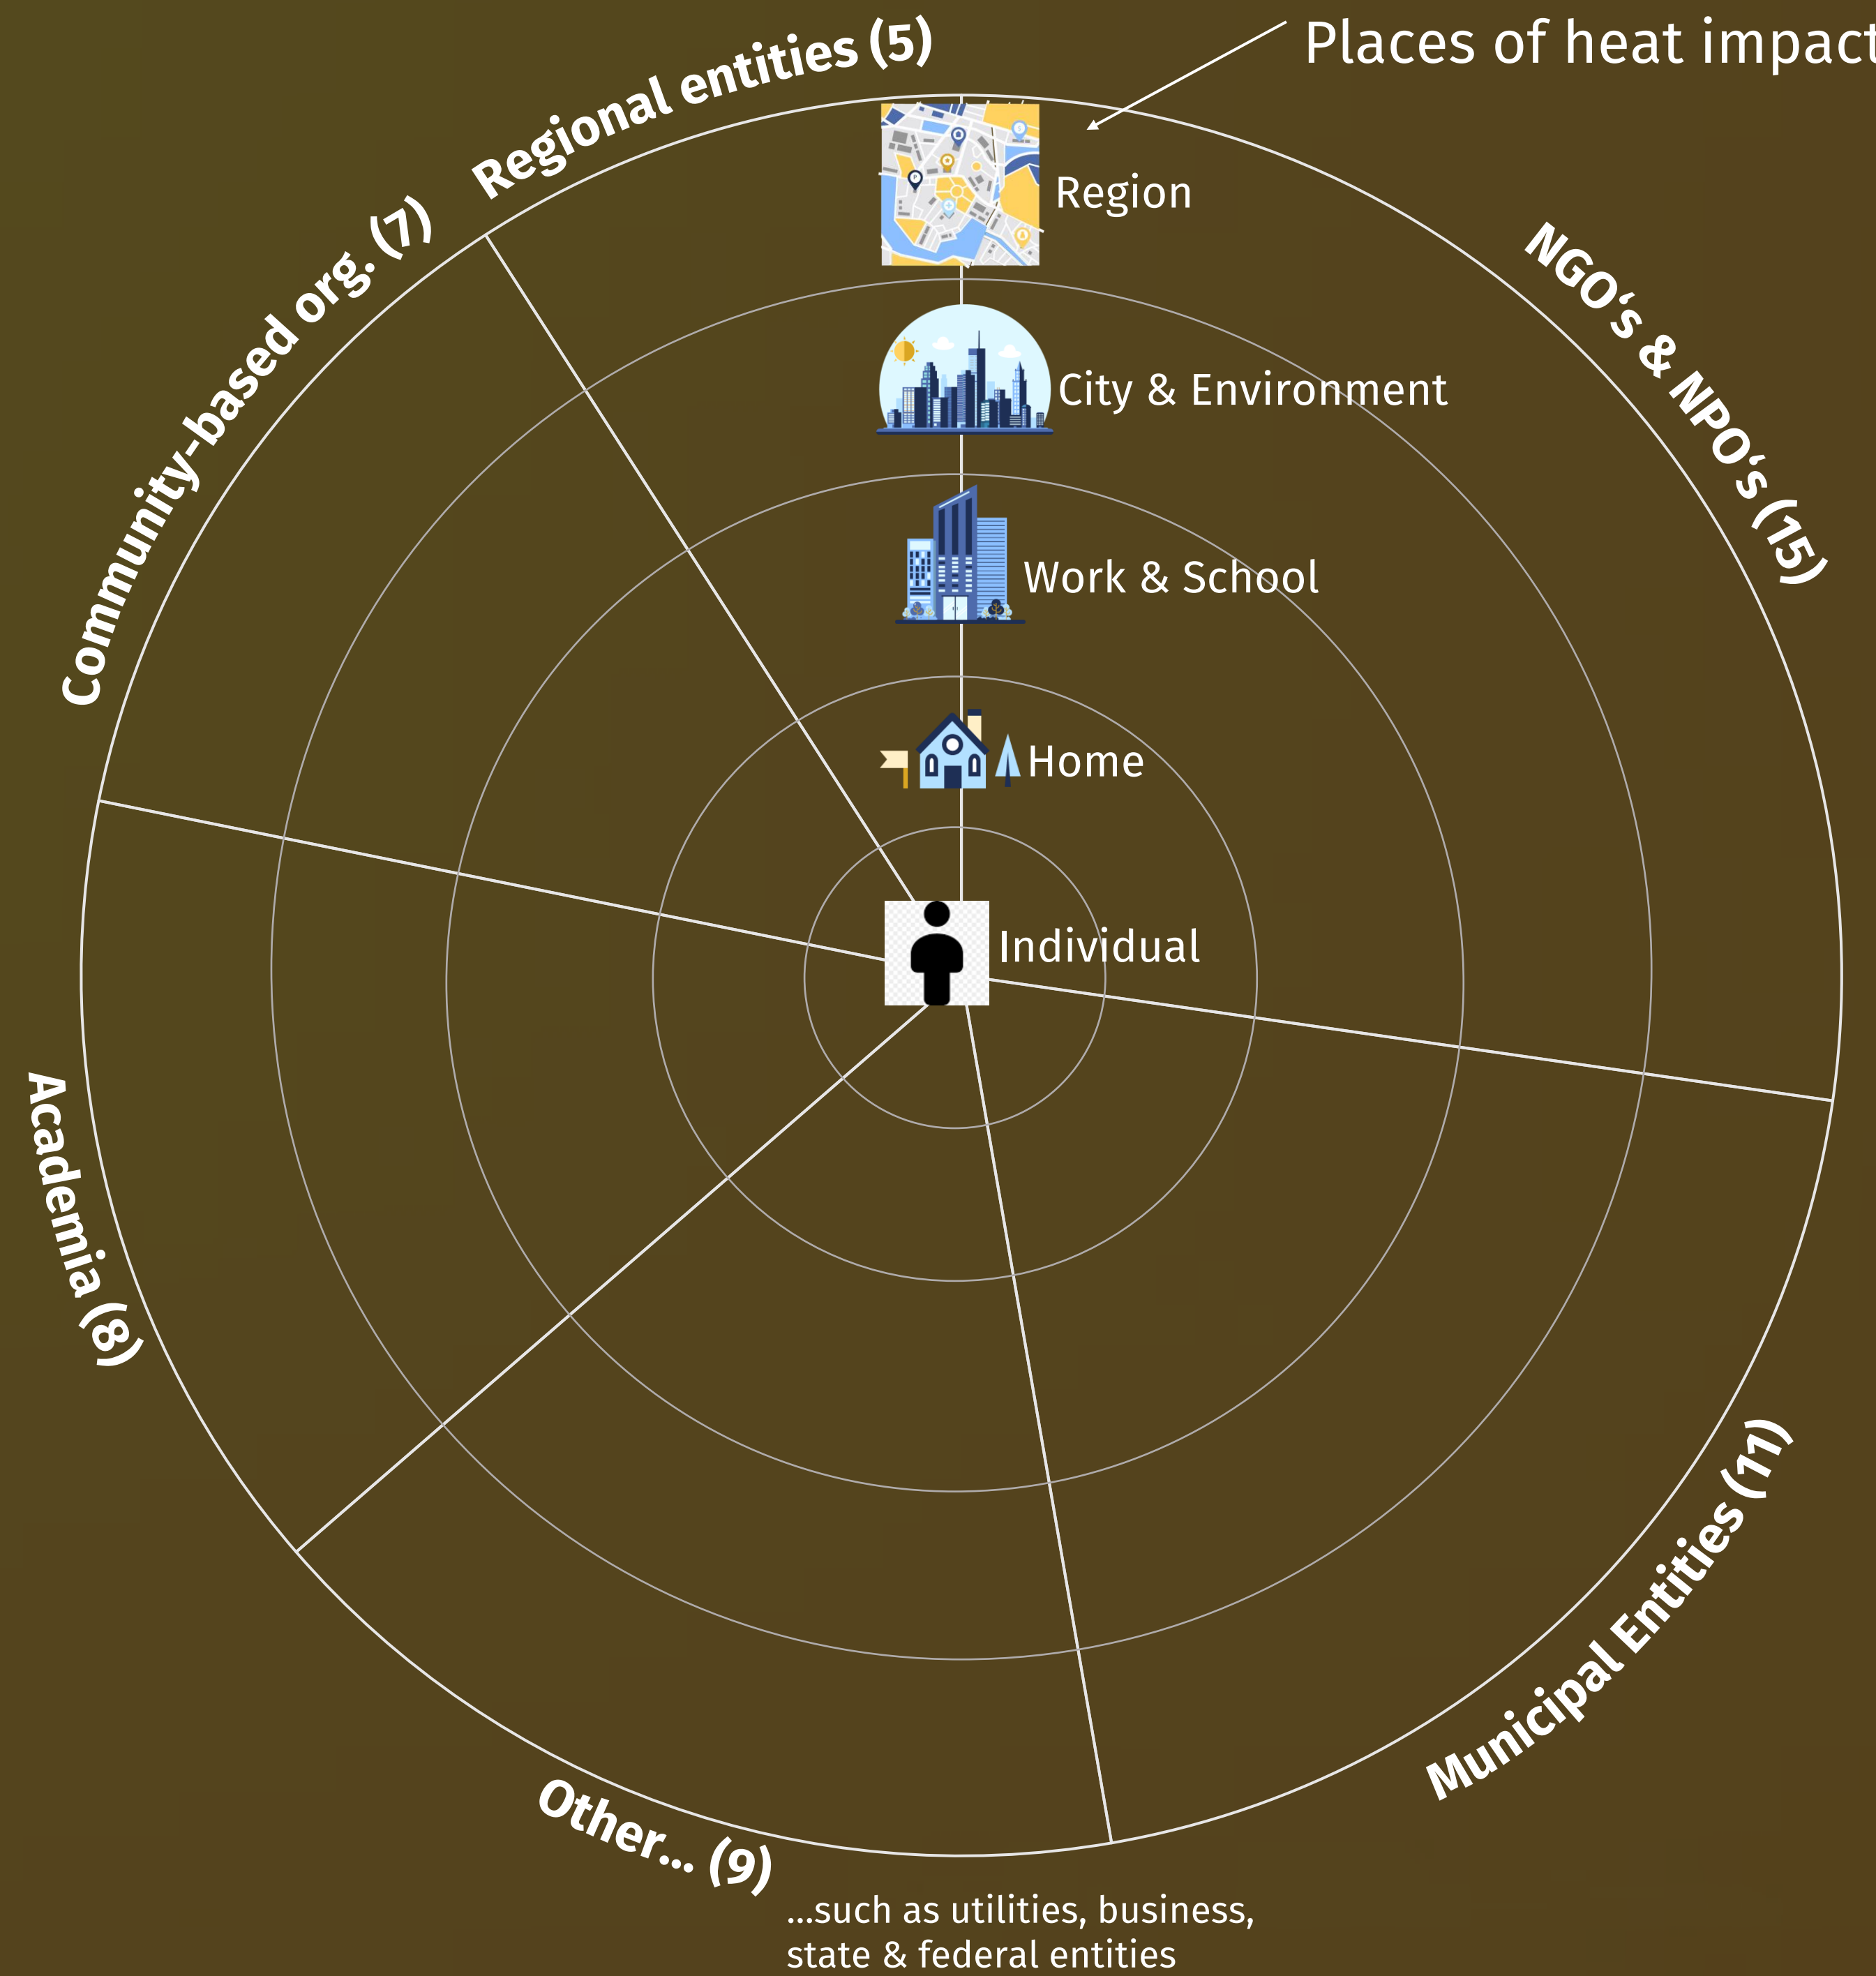 Regional entities (5)
Places of heat impact
Region
Community-based org. (7)
NGO‘s & NPO‘s (15)
City & Environment
Work & School
Home
Individual
Academia (8)
Municipal Entities (11)
Other... (9)
...such as utilities, business,
state & federal entities